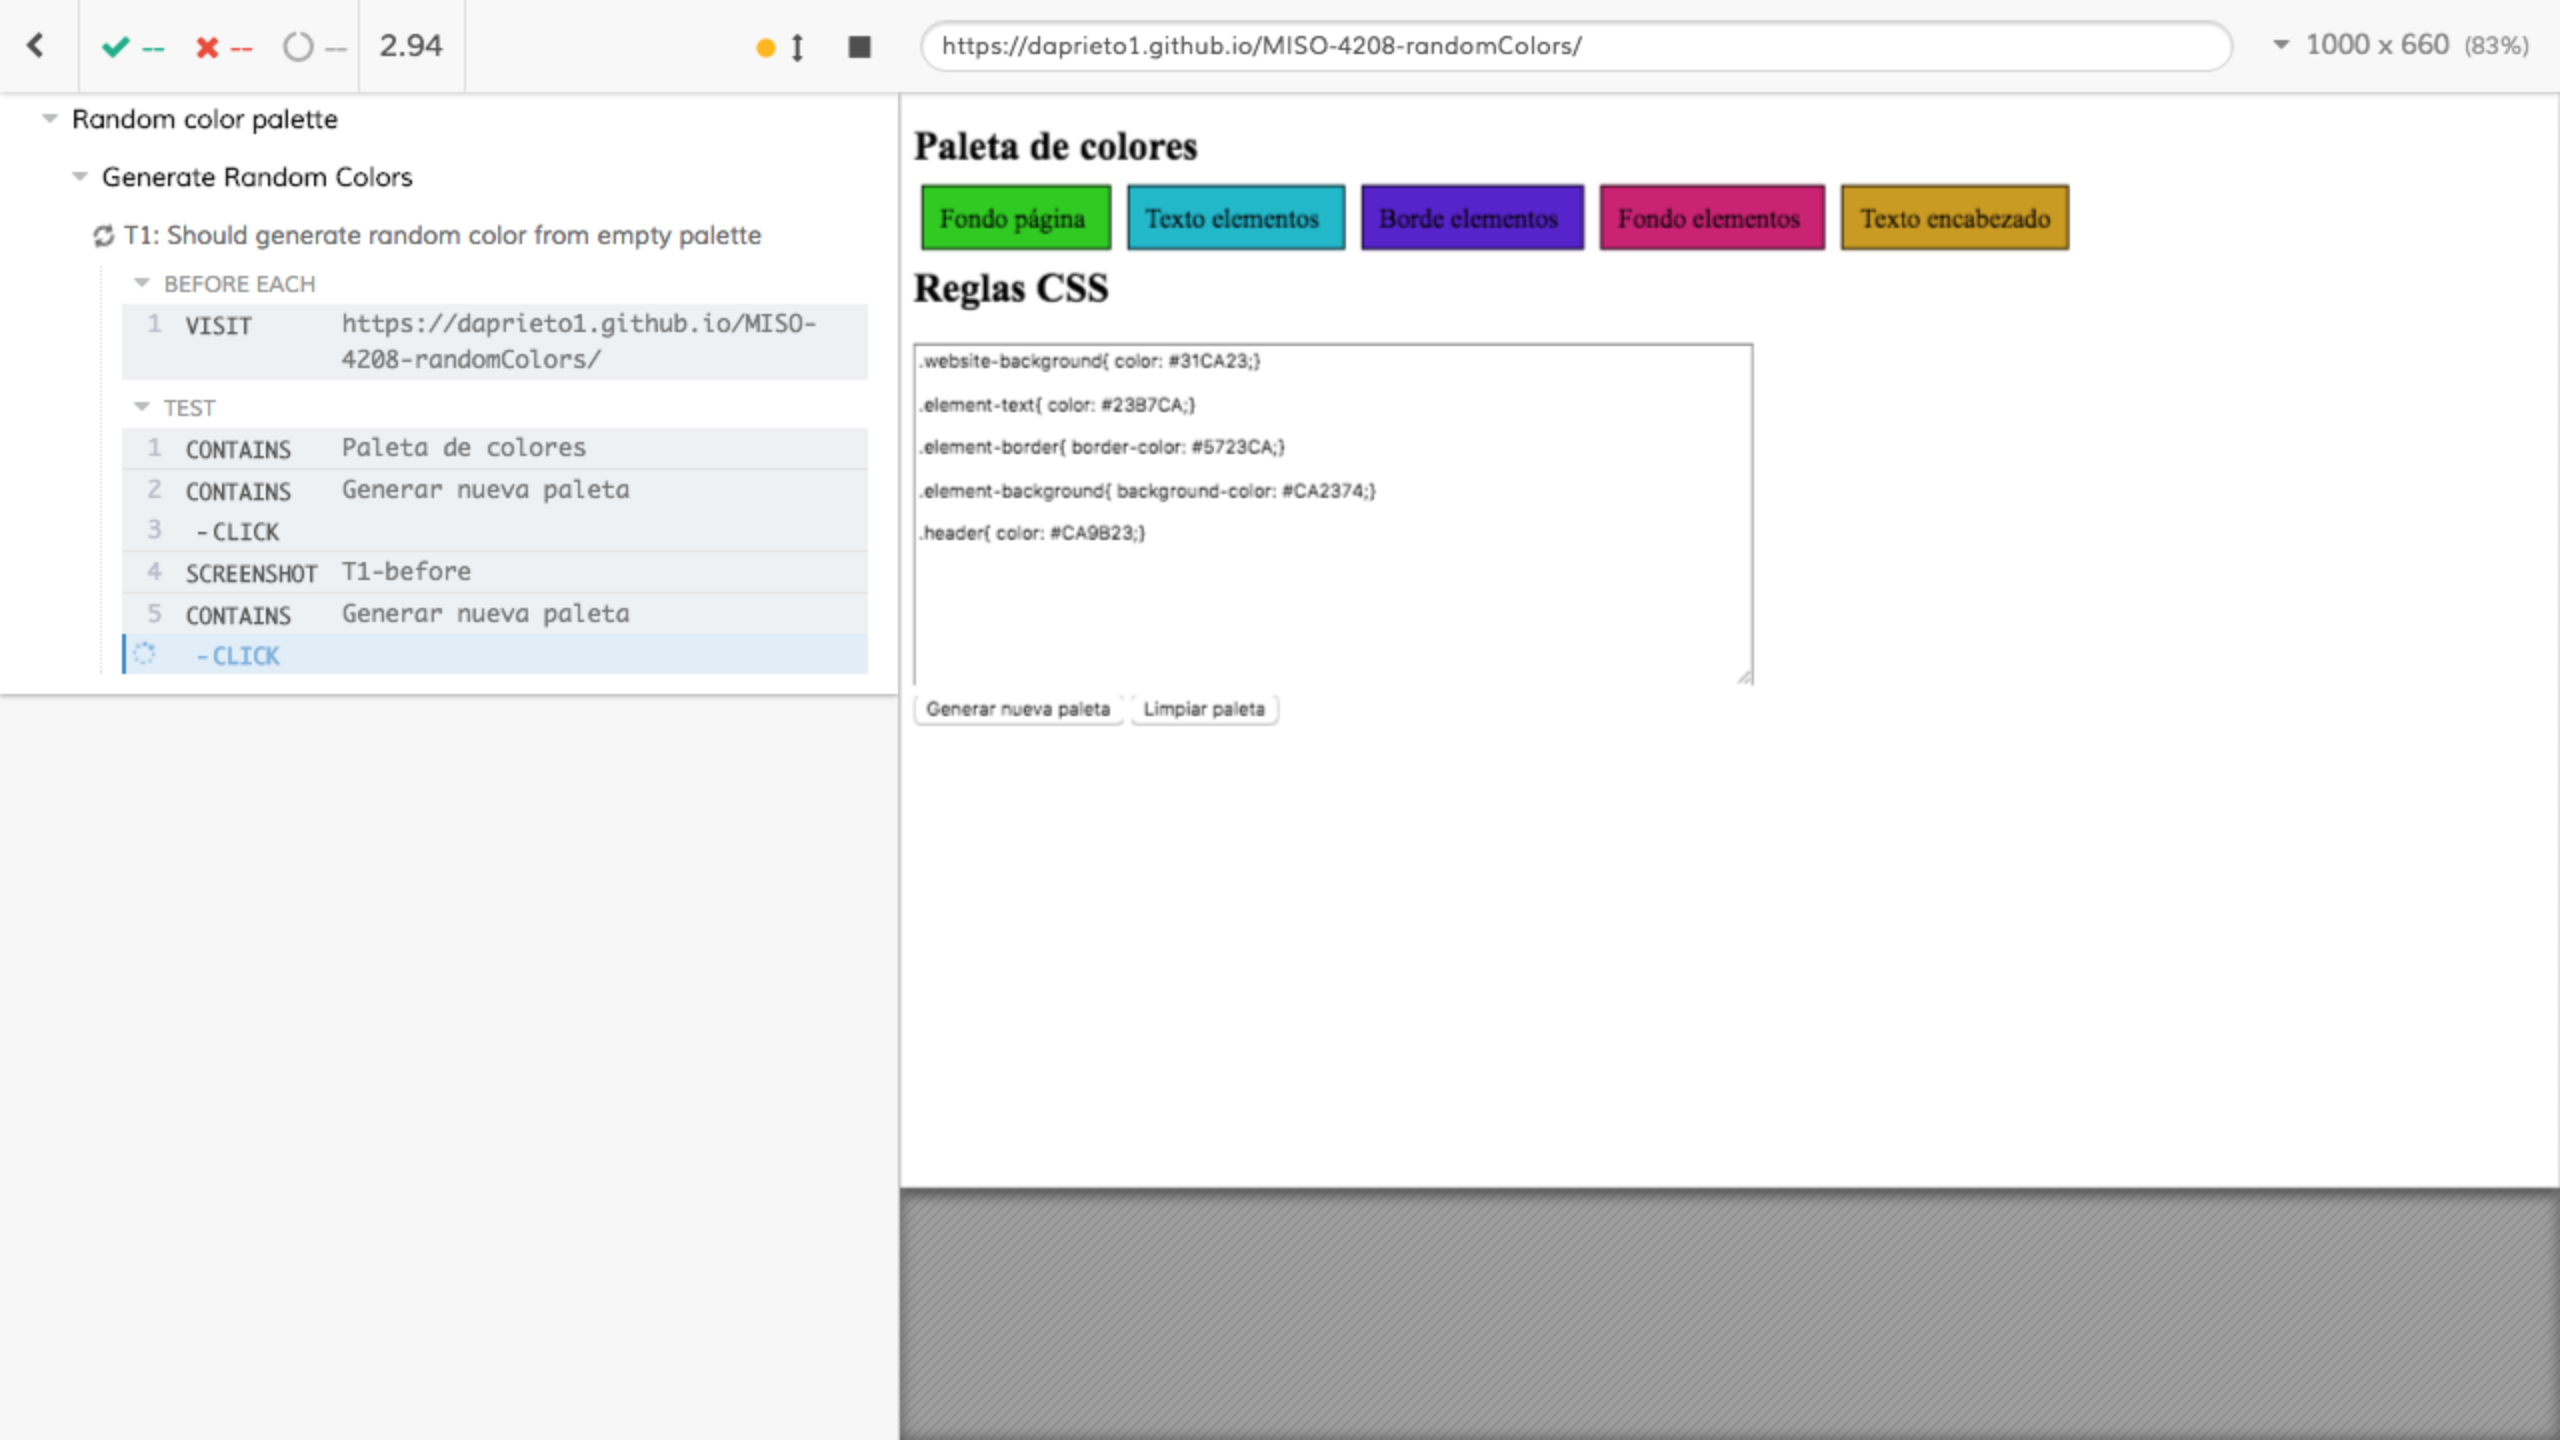 -- -- -- 2.94
https://daprieto1.github.io/MISO-4208-randomColors/
1000 x 660 (83%)
Random color palette
Generate Random Colors
T1: Should generate random color from empty palette
BEFORE EACH
1 VISIT https://daprieto1.github.io/MISO-
4208-randomColors/
TEST
1 CONTAINS Paleta de colores
2 CONTAINS Generar nueva paleta
3 -CLICK
4 SCREENSHOT T1-before
5 CONTAINS Generar nueva paleta
-CLICK
Paleta de colores
Fondo página Texto elementos Borde elementos Fondo elementos Texto encabezado
Reglas CSS
.website-background{ color: #31CA23;}
.element-text{ color: #23B7CA;}
.element-border{ border-color: #5723CA;}
.element-background{ background-color: #CA2374;}
.header{ color: #CA9B23;}
Generar nueva paleta Limpiar paleta